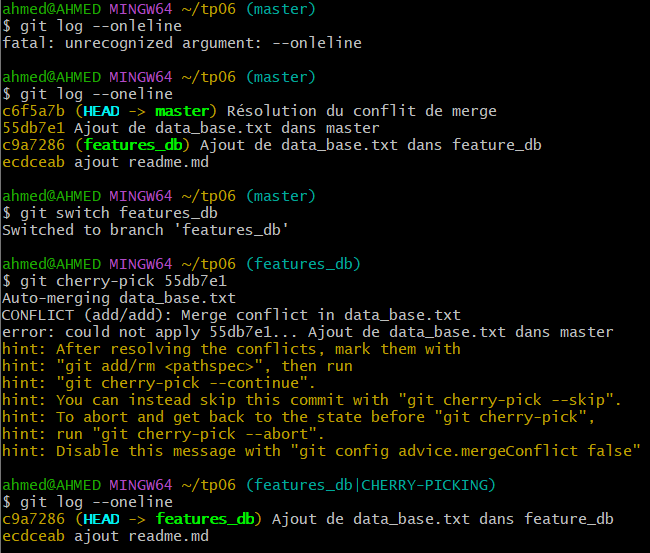 ahmed@AHMED MINGW64 ~/tp06 (master)
$ git log --onleline
fatal: unrecognized argument: --onleline
ahmed@AHMED MINGW64 ~/tp06 (master)
$ git log --oneline
c6f5a7b (HEAD -> master) Résolution du conflit de merge
55db7e1 Ajout de data_base.txt dans master
c9a7286 (features_db) Ajout de data_base.txt dans feature_db
ecdceab ajout readme.md
ahmed@AHMED MINGW64 ~/tp06 (master)
$ git switch features_db
Switched to branch 'features_db'
ahmed@AHMED MINGW64 ~/tp06 (features_db)
$ git cherry-pick 55db7e1
Auto-merging data_base.txt
CONFLICT (add/add): Merge conflict in data_base.txt
error: could not apply 55db7e1... Ajout de data_base.txt dans master
hint: After resolving the conflicts, mark them with
hint: "git add/rm <pathspec>", then run
hint: "git cherry-pick --continue".
hint: You can instead skip this commit with "git cherry-pick --skip".
hint: To abort and get back to the state before "git cherry-pick",
hint: run "git cherry-pick --abort".
hint: Disable this message with "git config advice.mergeConflict false"
ahmed@AHMED MINGW64 ~/tp06 (features_db|CHERRY-PICKING)
$ git log --oneline
c9a7286 (HEAD -> features_db) Ajout de data_base.txt dans feature_db
ecdceab ajout readme.md